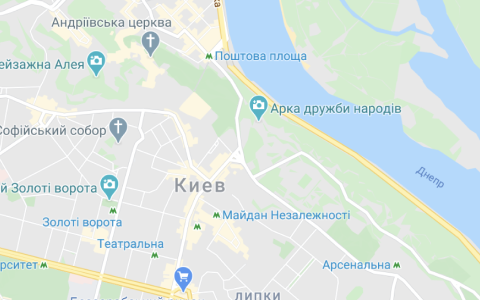 Андріївська церква
Поштова площа
ейзажна Алея
Арка дружби народів
Софійський собор
Днепр
й Золоті ворота
Киев
Майдан Незалежності
Золоті ворота
Театральна
рситет
Арсенальна
липки